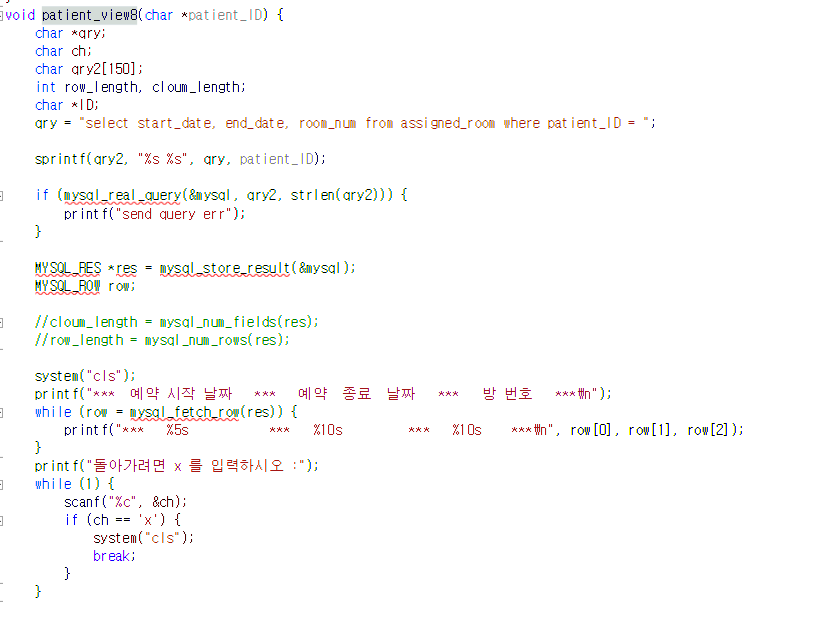 void patient_view8(char *patient_ID) {
char *qry;
char ch;
char qry2[150];
int row_length, cloum_length;
char *ID;
qry = "select start_date, end_date, room_num from assigned_room where patient_ID = ";
sprintf(qry2, "%s %s", qry, patient_ID);
if (mysql_real_query(&mysql, qry2, strlen(qry2))) {
printf("send query err");
}
MYSQL_RES *res = mysql_store_result(&mysql);
MYSQL_ROW row;
//cloum_length = mysql_num_fields(res);
//row_length = mysql_num_rows(res);
system("cls");
printf("*** 예약 시작 날짜 *** 예약 종료 날짜 *** 방 번호 ***₩n");
while (row = mysql_fetch_row(res)) {
printf("*** %5s *** %10s *** %10s ***₩n", row[0], row[1], row[2]);
}
printf("돌아가려면 x 를 입력하시오 :");
while (1) {
scanf("%c", &ch);
if (ch == 'x') {
system("cls");
break;
}
}